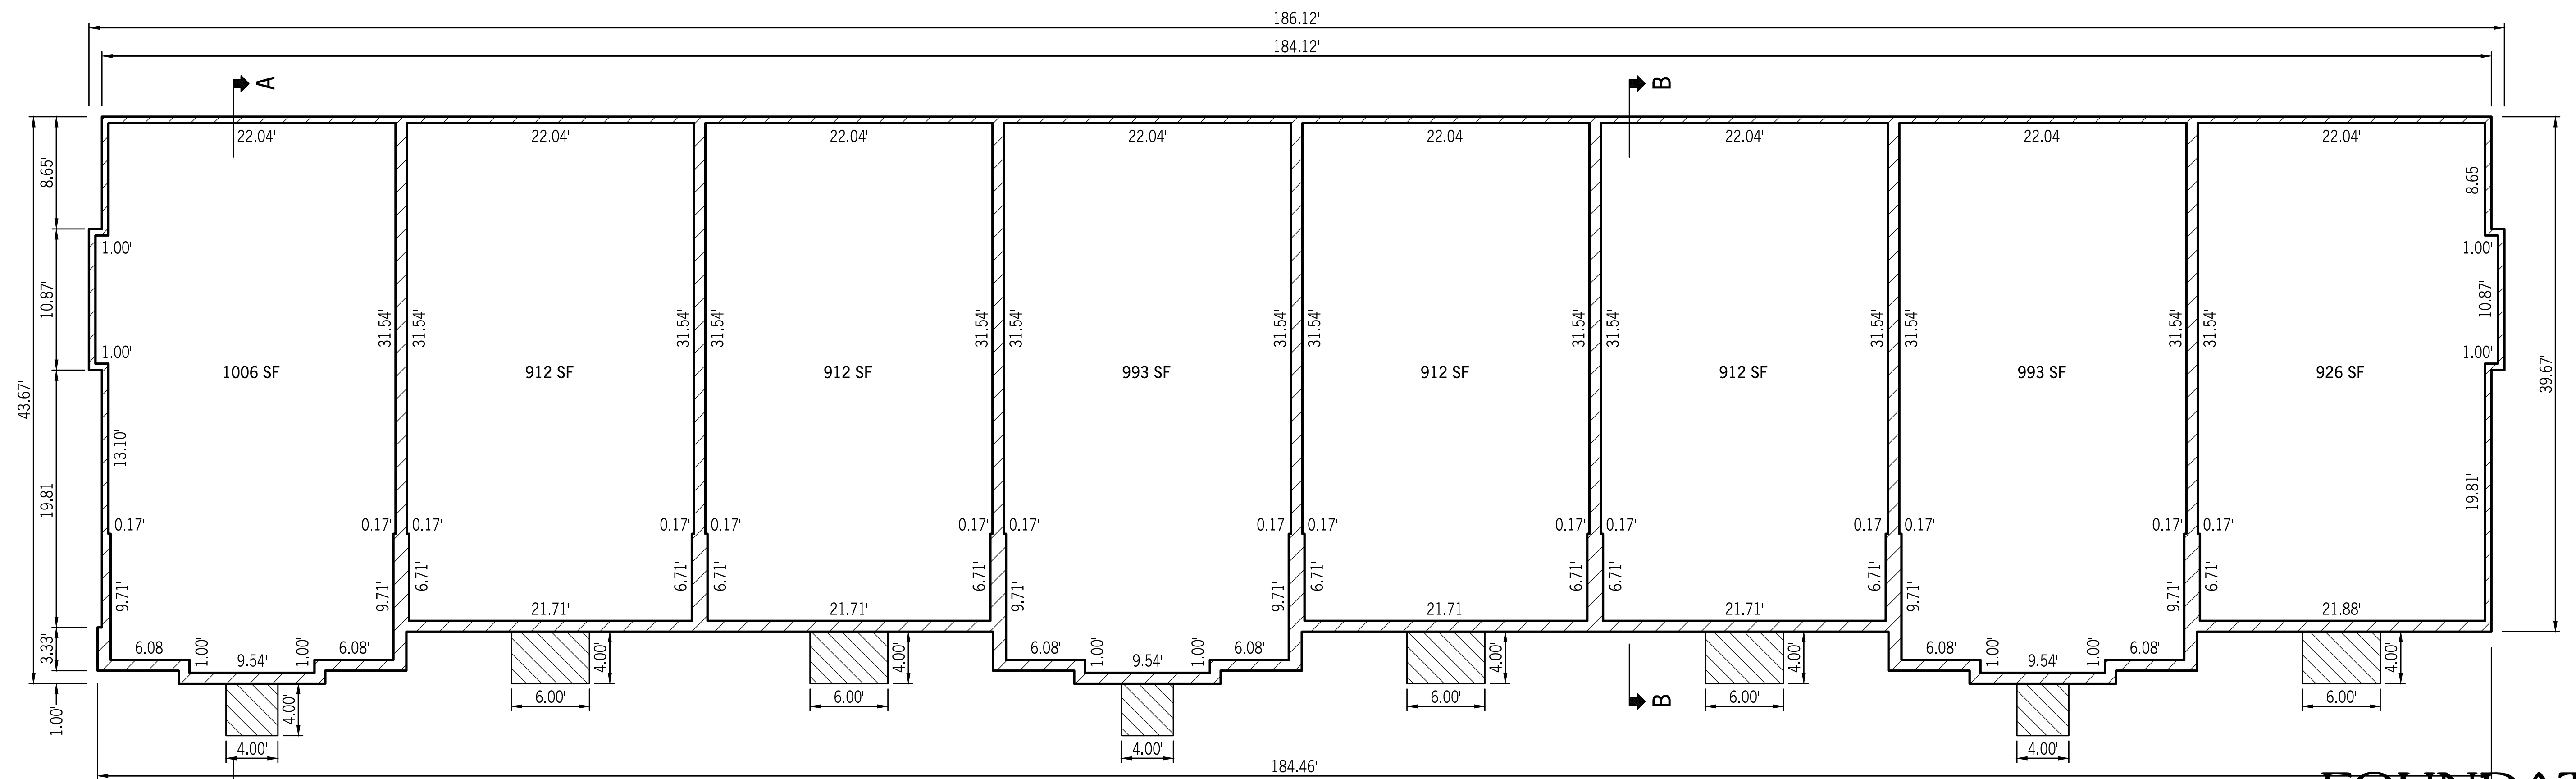 186.12'
184.12'
A B
22.04' 22.04' 22.04' 22.04' 22.04' 22.04' 22.04' 22.04'
8.65' 8.65'
1.00' 1.00'
10.87' 10.87'
31.54' 31.54' 31.54' 31.54' 31.54' 31.54' 31.54' 31.54' 31.54' 31.54' 31.54' 31.54' 31.54' 31.54'
1.00' 1.00'
43.67' 1006 SF 912 SF 912 SF 993 SF 912 SF 912 SF 993 SF 926 SF 39.67'
13.10'
19.81' 19.81'
0.17' 0.17' 0.17' 0.17' 0.17' 0.17' 0.17' 0.17' 0.17' 0.17' 0.17' 0.17' 0.17' 0.17' 0.17'
9.71' 9.71' 6.71' 6.71' 6.71' 6.71' 9.71' 9.71' 6.71' 6.71' 6.71' 6.71' 9.71' 9.71' 6.71'
21.71' 21.71' 21.71' 21.71' 21.88'
3.33' 6.08' 1.00' 9.54' 1.00' 6.08' 4.00' 4.00' 6.08' 1.00' 9.54' 1.00' 6.08' 4.00' 4.00' 6.08' 1.00' 9.54' 1.00' 6.08' 4.00'
6.00' 6.00' 6.00' 6.00' 6.00'
1.00' 4.00' B
4.00' 4.00' 4.00'
184.46'